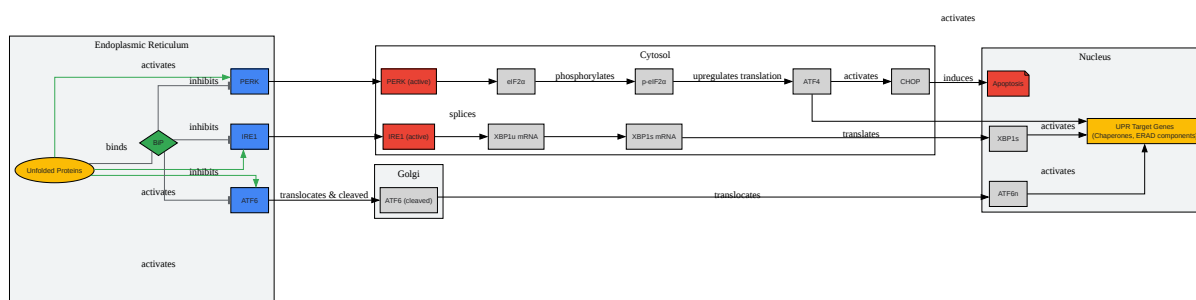 activates
Endoplasmic Reticulum
Cytosol
Nucleus
activates
inhibits
PERK
PERK (active)
eIF2α
phosphorylates
p-eIF2α
upregulates translation
ATF4
activates
CHOP
induces
Apoptosis
splices
inhibits
IRE1
IRE1 (active)
XBP1u mRNA
XBP1s mRNA
translates
XBP1s
activates
UPR Target Genes
(Chaperones, ERAD components)
BiP
binds
Unfolded Proteins
inhibits
Golgi
activates
activates
ATF6
translocates & cleaved
ATF6 (cleaved)
translocates
ATF6n
activates